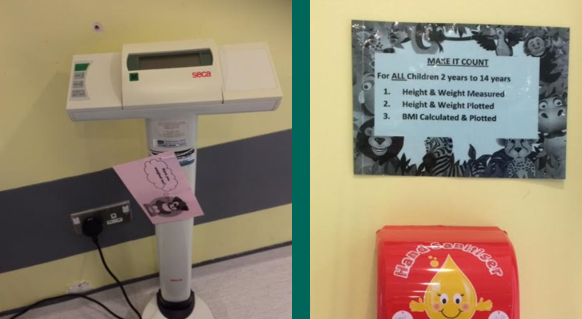 seca
MAKE IT COUNT
For ALL Children 2 years to 14 years
1. Height & Weight Measured
2. Height & Weight Plotted
3. BMI Calculated & Plotted
Hand Sanitiser